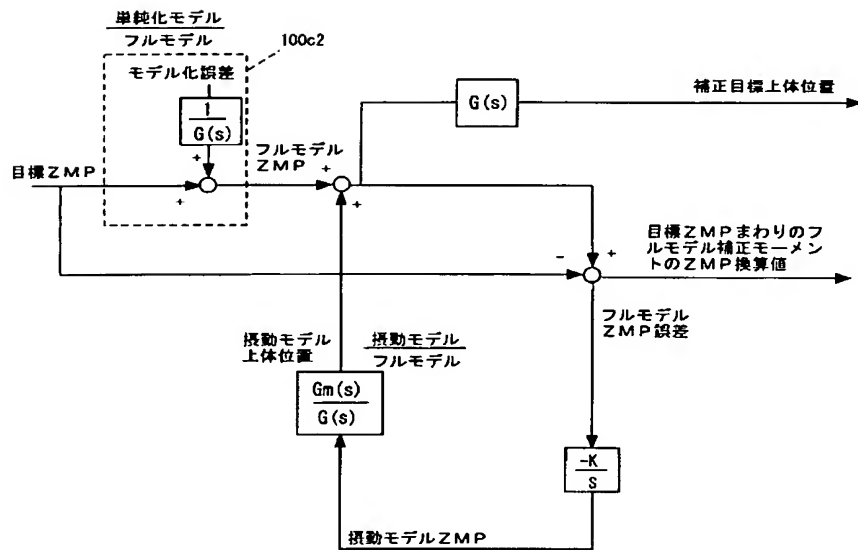 単純化モデル
フルモデル
100c2
モデル化誤差
1
G(s)
G(s)
補正目標上体位置
目標ZMP
フルモデル
ZMP
+
+
+
+
-
+
目標ZMPまわりのフ
ルモデル補正モーメン
トのZMP換算値
フルモデル
ZMP誤差
摂動モデル
上体位置
摂動モデル
フルモデル
Gm(s)
G(s)
-K
s
摂動モデルZMP